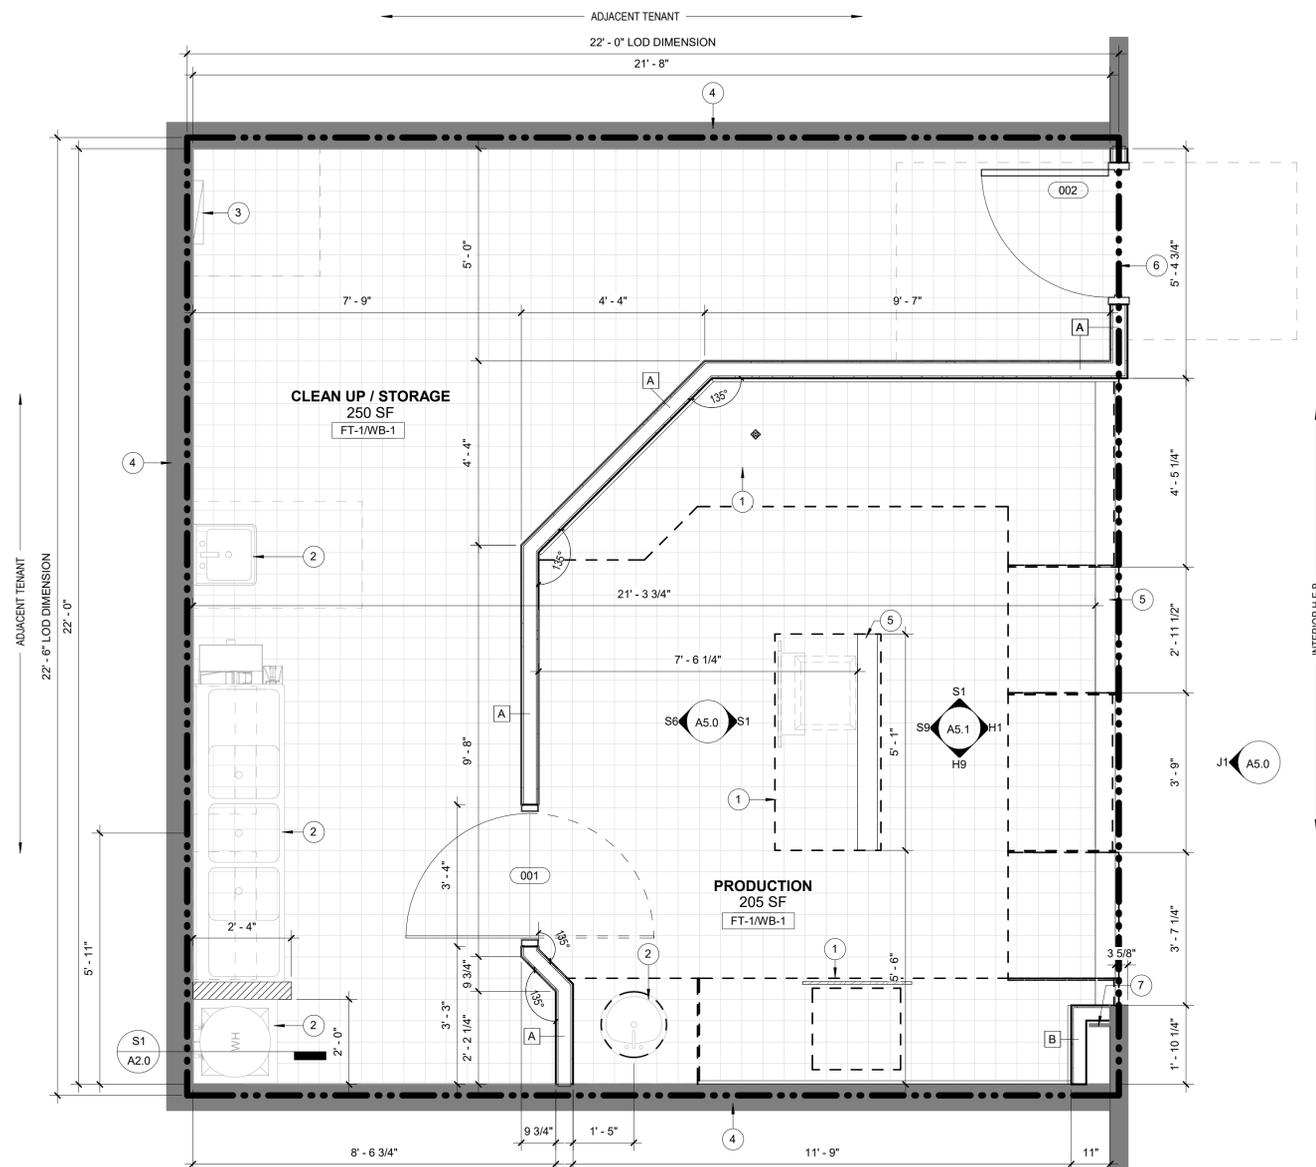 ADJACENT TENANT
22' - 0" LOD DIMENSION
21' - 8"
4
3
002
6
5' - 4 3/4"
5' - 0"
7' - 9"
4' - 4"
9' - 7"
A
A
135°
CLEAN UP / STORAGE
250 SF
FT-1/WB-1
4
4' - 4"
4' - 5 1/4"
1
2
135°
21' - 3 3/4"
5
5
ADJACENT TENANT
22' - 6" LOD DIMENSION
22' - 0"
2' - 11 1/2"
7' - 6 1/4"
A
S6
A5.0
S1
S1
S9
A5.1
H1
H9
5' - 1"
9' - 8"
3' - 9"
J1
A5.0
1
2
3' - 4"
001
PRODUCTION
205 SF
FT-1/WB-1
2' - 4"
5' - 11"
135°
2
1
3' - 7 1/4"
3 5/8"
5' - 6"
9 3/4"
135°
7
3' - 3"
2' - 2 1/4"
2
WH
2' - 0"
A
B
1' - 10 1/4"
S1
A2.0
9 3/4"
1' - 5"
4
8' - 6 3/4"
11' - 9"
11"